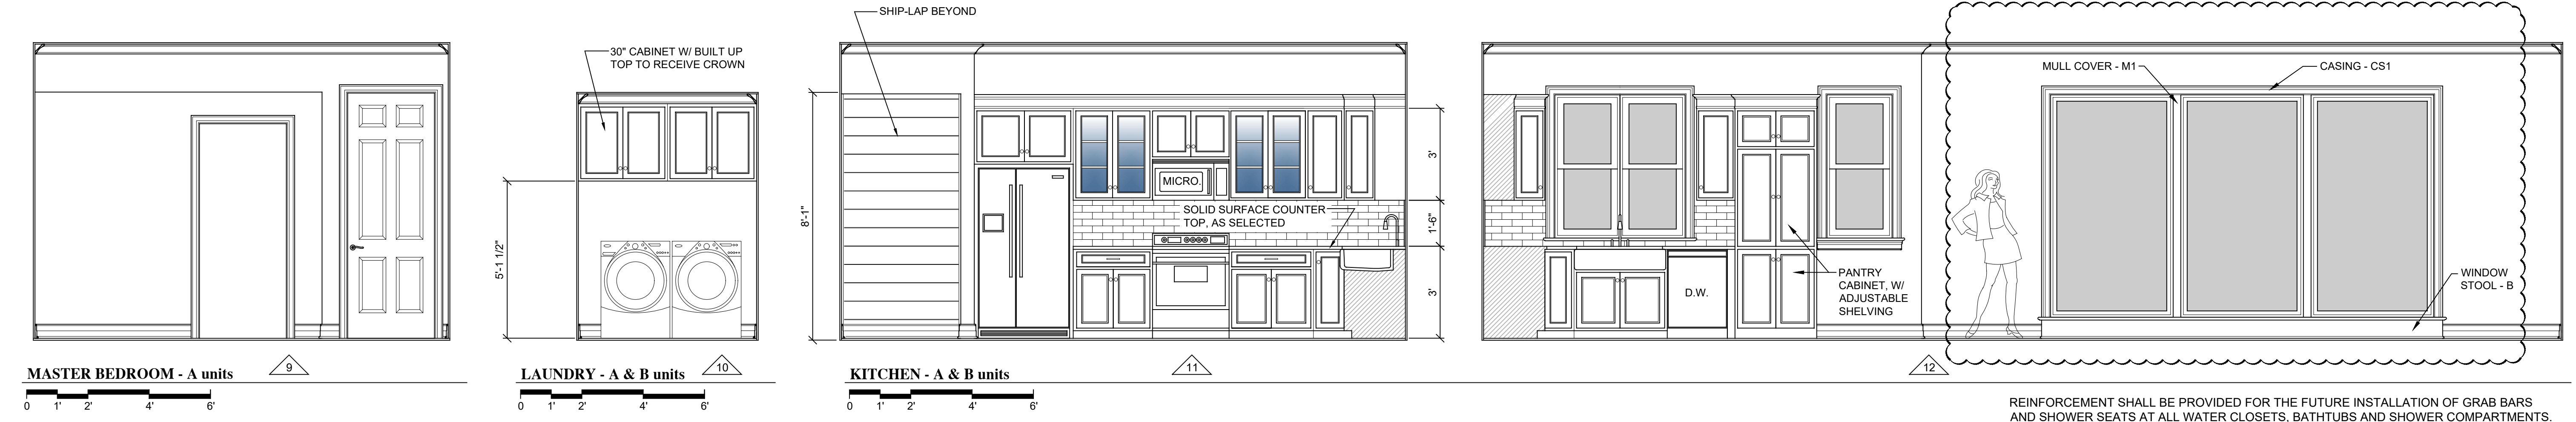 SHIP-LAP BEYOND
30" CABINET W/ BUILT UP
TOP TO RECEIVE CROWN
MULL COVER - M1
CASING - CS1
5'-1 1/2"
8'-1"
MICRO.
SOLID SURFACE COUNTER
TOP, AS SELECTED
3'
1'-6"
3'
D.W.
PANTRY
CABINET, W/
ADJUSTABLE
SHELVING
WINDOW
STOOL - B
MASTER BEDROOM - A units
9
0 1' 2' 4' 6'
LAUNDRY - A & B units
10
0 1' 2' 4' 6'
KITCHEN - A & B units
11
0 1' 2' 4' 6'
12
REINFORCEMENT SHALL BE PROVIDED FOR THE FUTURE INSTALLATION OF GRAB BARS
AND SHOWER SEATS AT ALL WATER CLOSETS, BATHTUBS AND SHOWER COMPARTMENTS.